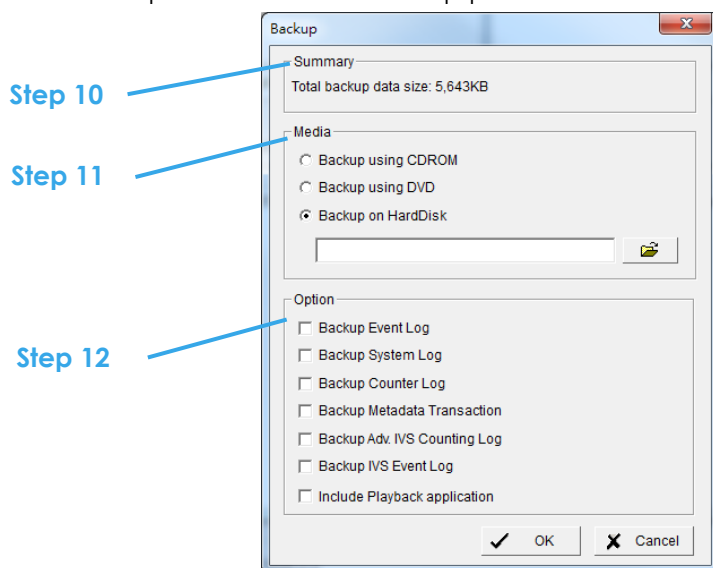 Backup
Summary
Total backup data size: 5,643KB
Step 10
Media
Step 11
Backup using CDROM
Backup using DVD
Backup on HardDisk
Option
Backup Event Log
Step 12
Backup System Log
Backup Counter Log
Backup Metadata Transaction
Backup Adv. IVS Counting Log
Backup IVS Event Log
Include Playback application
OK
Cancel